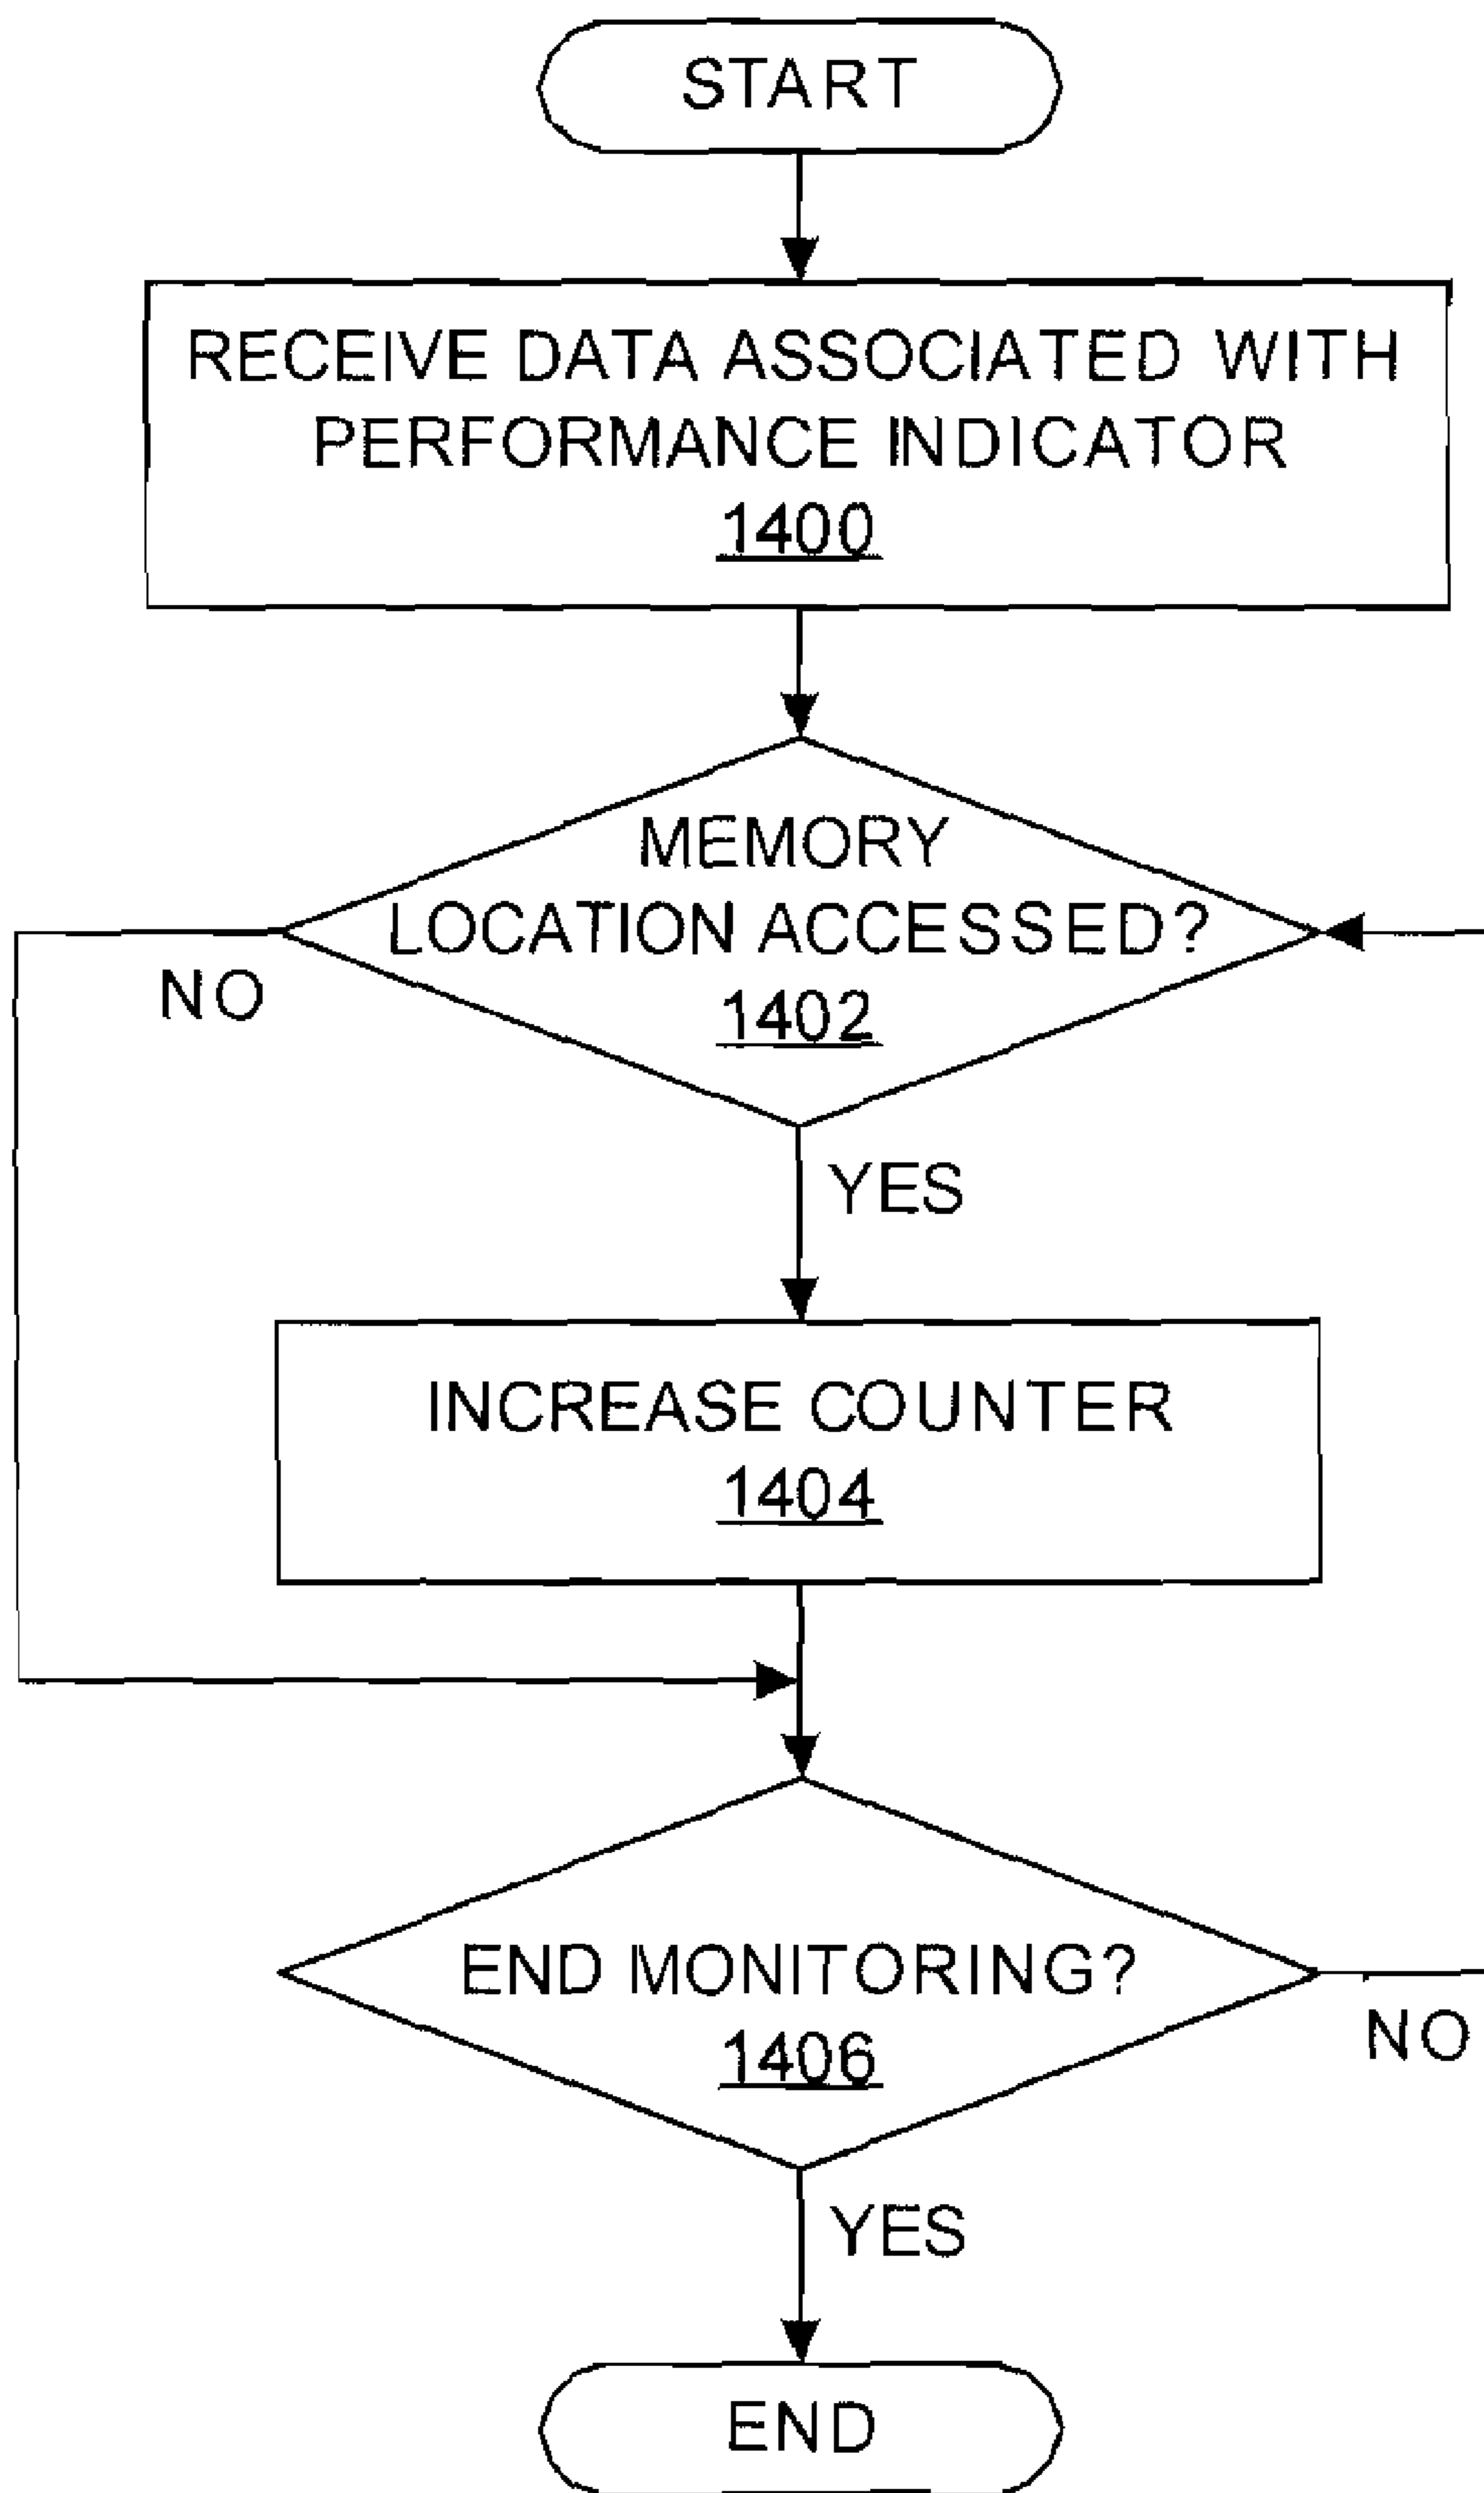 START
RECEIVE DATA ASSOCIATED WITH
PERFORMANCE INDICATOR
1400
MEMORY
LOCATION ACCESSED?
1402
NO
YES
INCREASE COUNTER
1404
END MONITORING?
1406
NO
YES
END